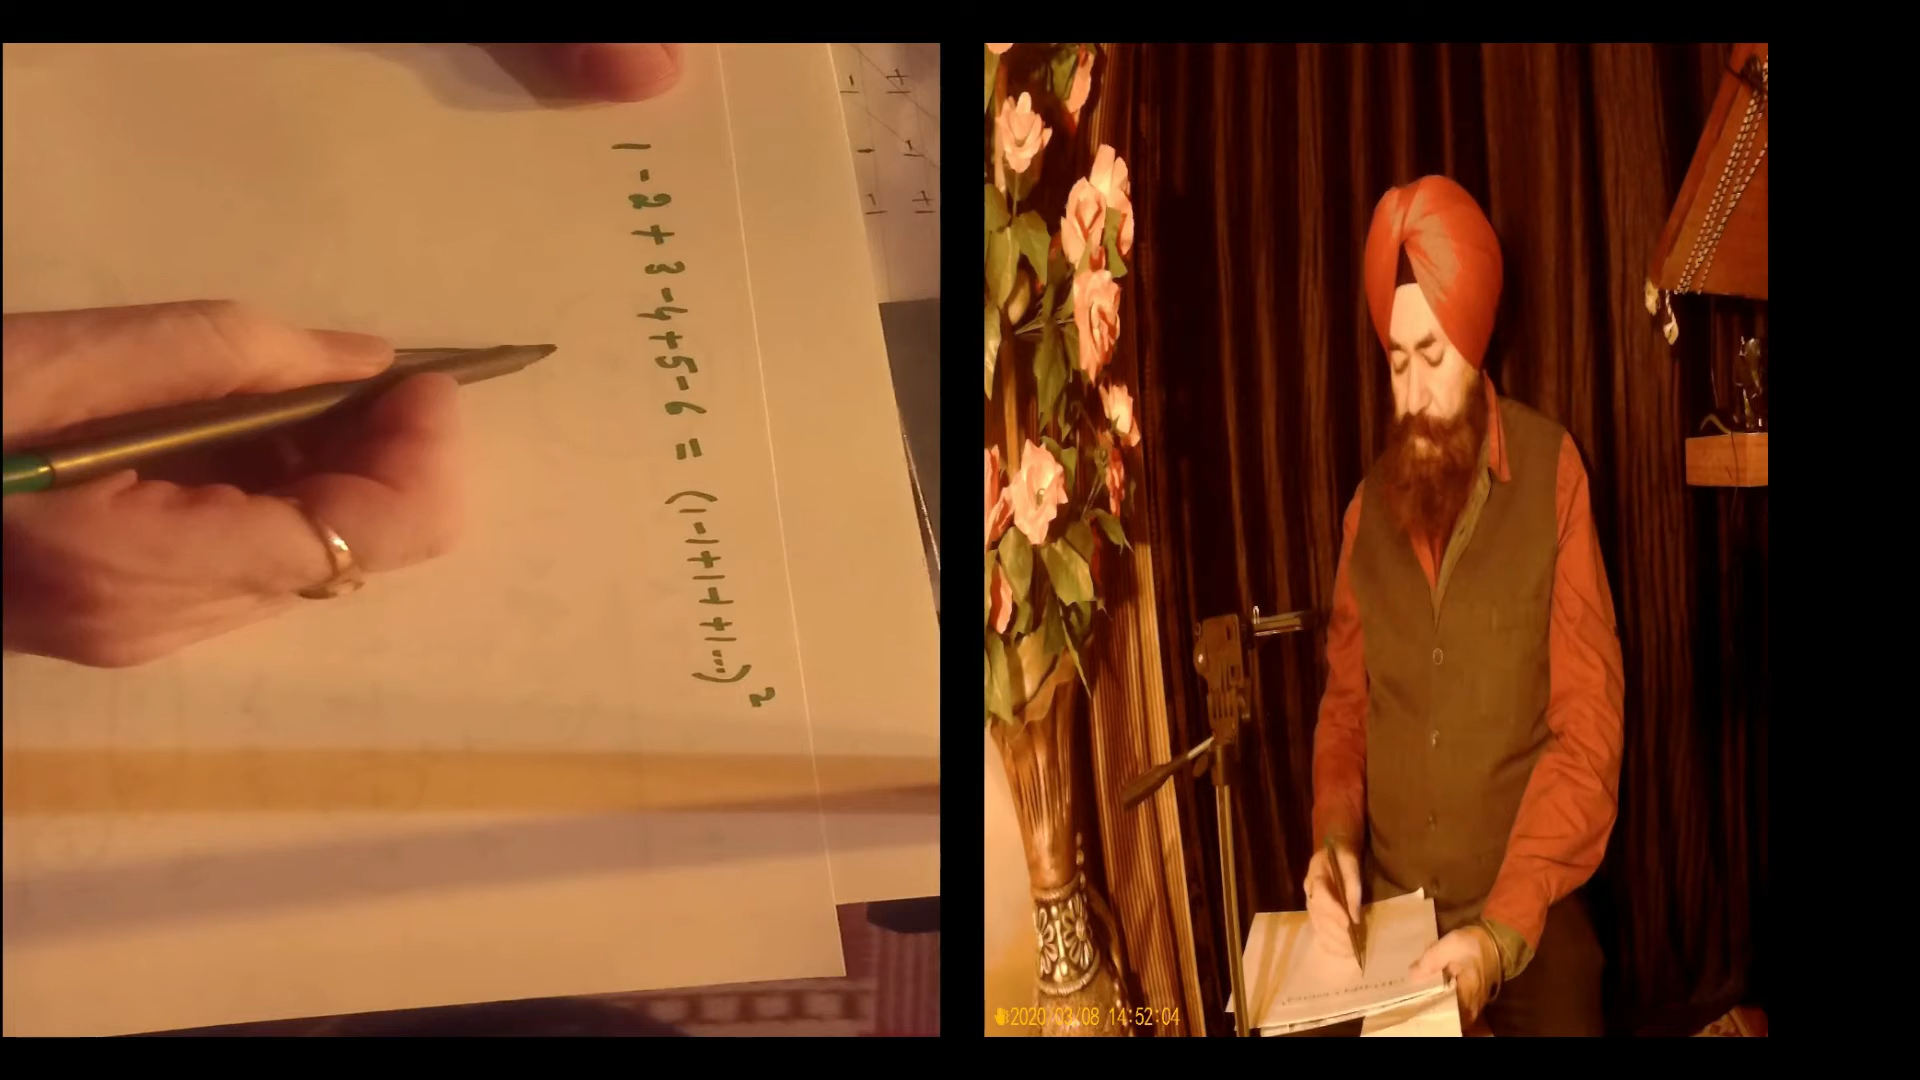 1-2+3-4+5-6 = (1-1+1-1+1...)²
2020/03/08 14:52:04